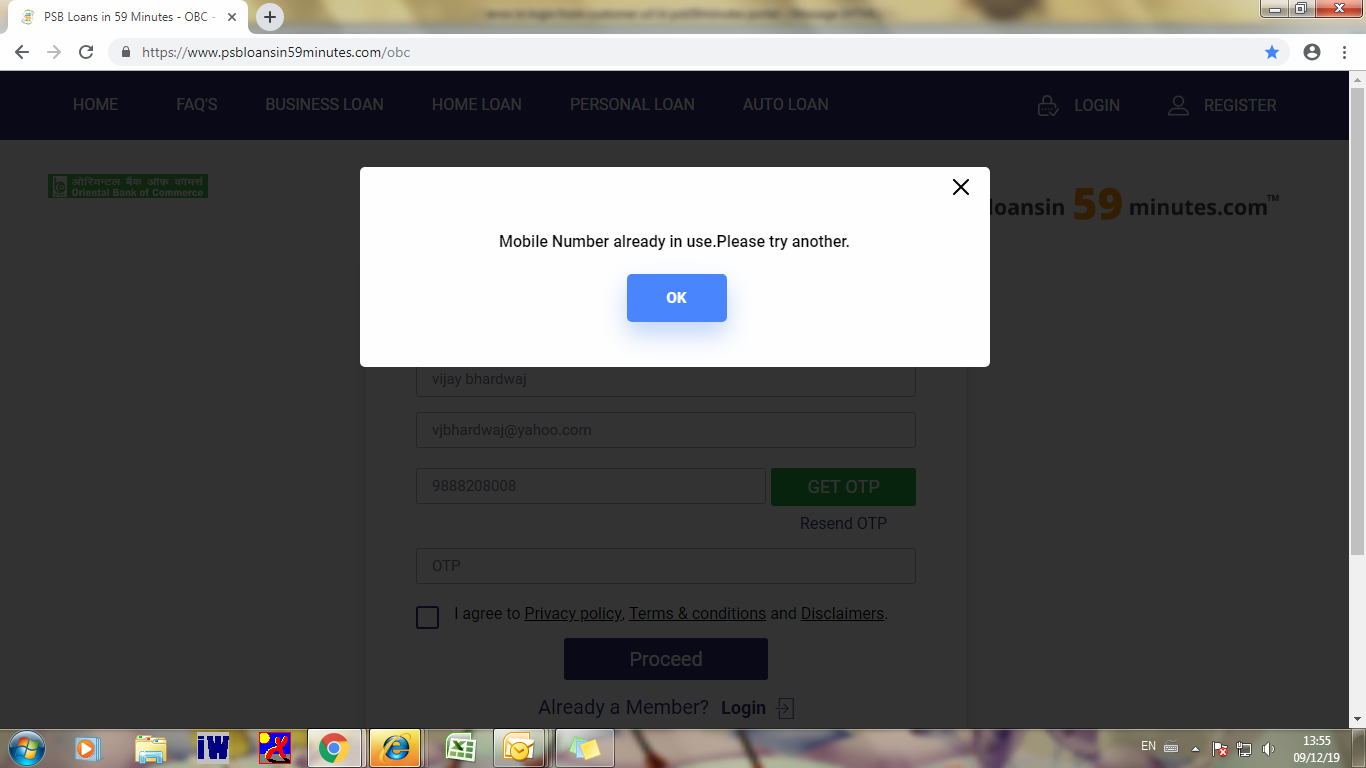 PSB Loans in 59 Minutes - OBC -
https://www.psbloansin59minutes.com/obc
HOME FAQ'S BUSINESS LOAN HOME LOAN PERSONAL LOAN AUTO LOAN LOGIN REGISTER
ओरियन्टल बैंक ऑफ़ कॉमर्स
Oriental Bank of Commerce
loansin 59 minutes.com™
Mobile Number already in use.Please try another.
OK
vijay bhardwaj
vjbhardwaj@yahoo.com
9888208008 GET OTP
Resend OTP
OTP
I agree to Privacy policy, Terms & conditions and Disclaimers.
Proceed
Already a Member? Login
iW
EN
13:55
09/12/19